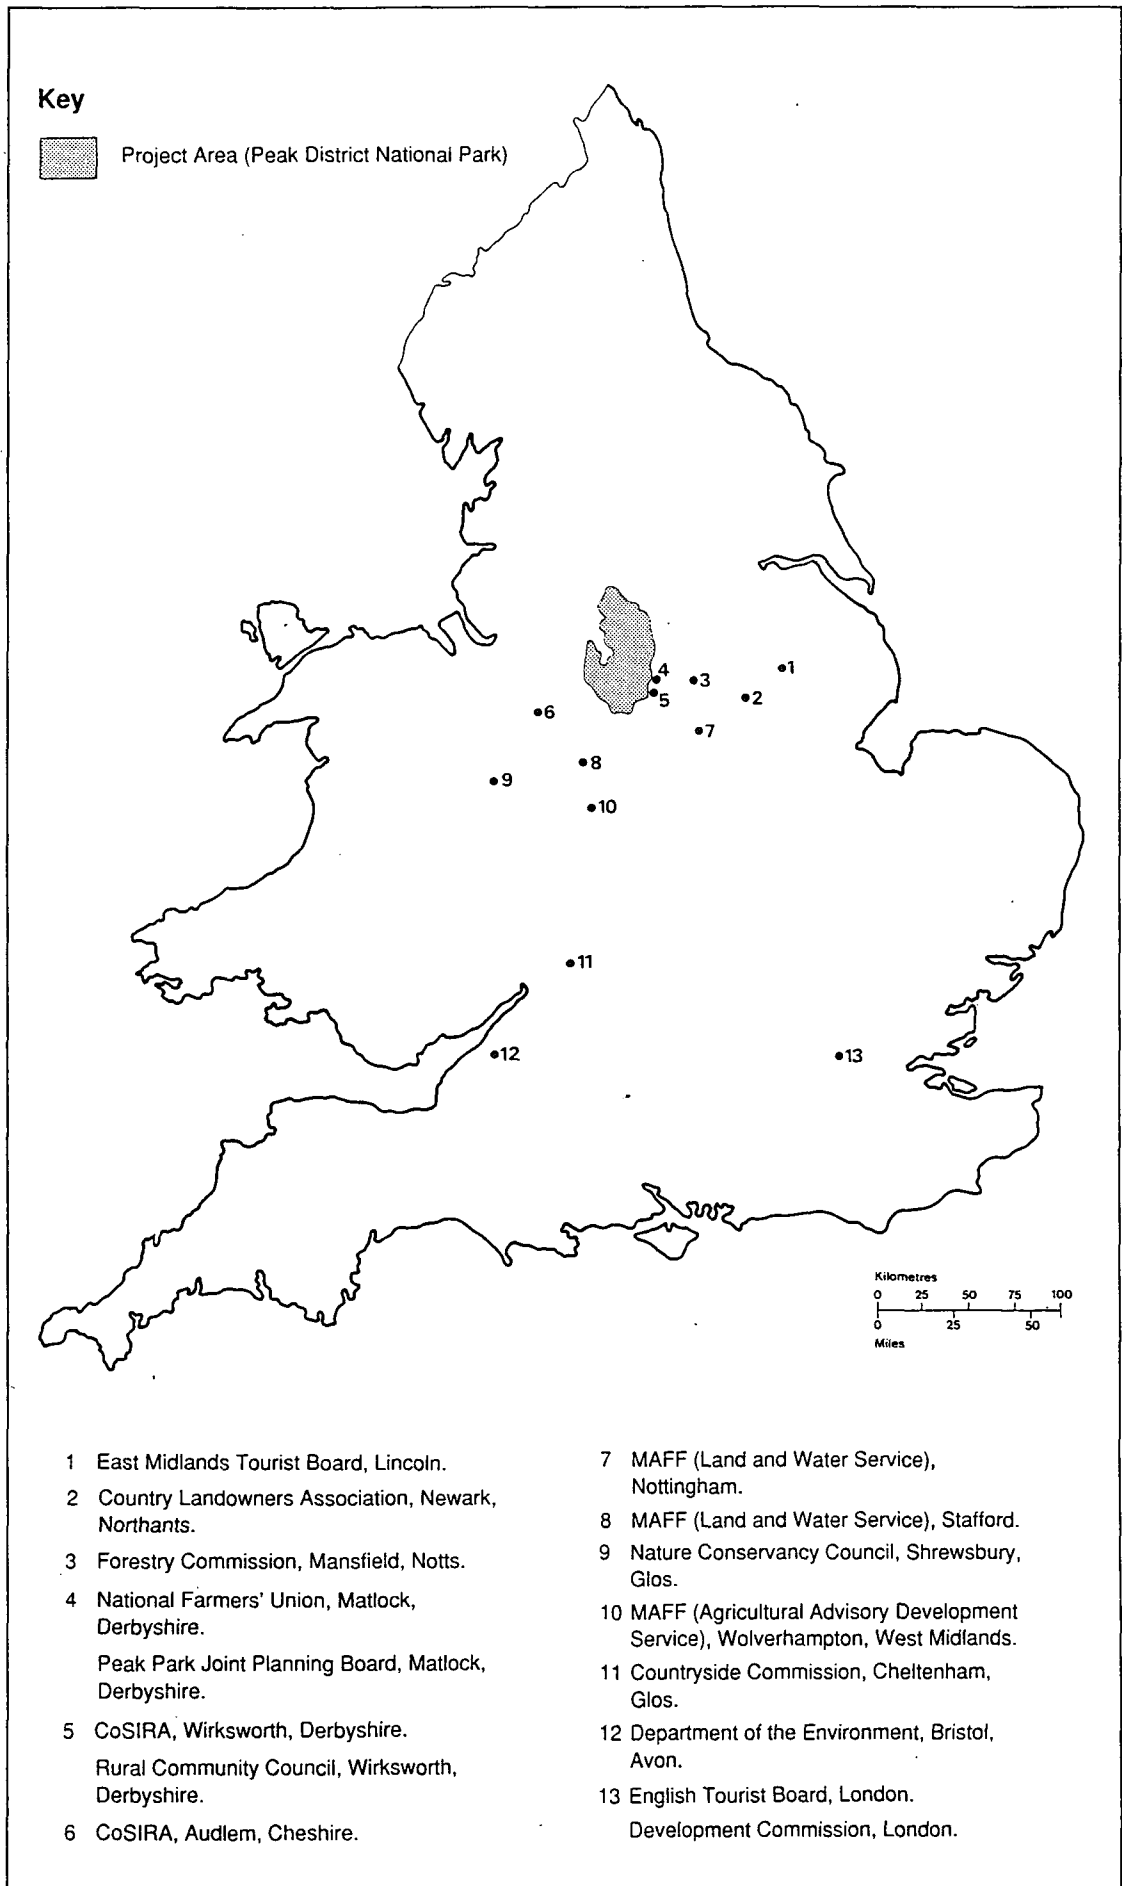 Key
Project Area (Peak District National Park)
1
4
3
5
2
6
7
8
9
10
11
12
13
Kilometres
0 25 50 75 100
0 25 50
Miles
1 East Midlands Tourist Board, Lincoln.
2 Country Landowners Association, Newark,
Northants.
3 Forestry Commission, Mansfield, Notts.
4 National Farmers' Union, Matlock,
Derbyshire.
Peak Park Joint Planning Board, Matlock,
Derbyshire.
5 CoSIRA, Wirksworth, Derbyshire.
Rural Community Council, Wirksworth,
Derbyshire.
6 CoSIRA, Audlem, Cheshire.
7 MAFF (Land and Water Service),
Nottingham.
8 MAFF (Land and Water Service), Stafford.
9 Nature Conservancy Council, Shrewsbury,
Glos.
10 MAFF (Agricultural Advisory Development
Service), Wolverhampton, West Midlands.
11 Countryside Commission, Cheltenham,
Glos.
12 Department of the Environment, Bristol,
Avon.
13 English Tourist Board, London.
Development Commission, London.